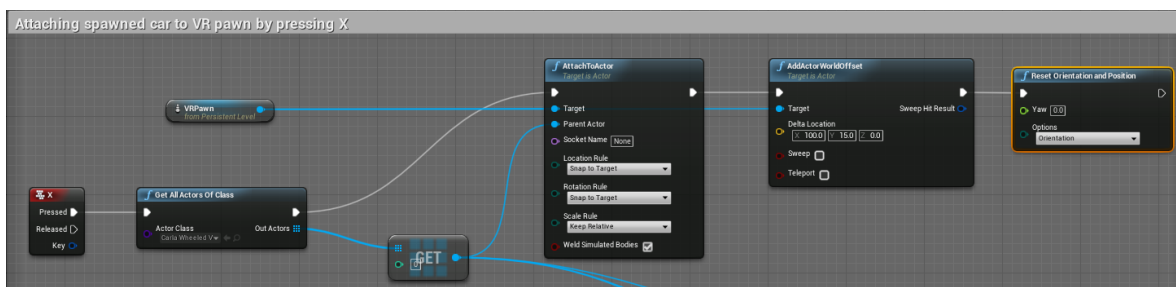 Attaching spawned car to VR pawn by pressing X
VRPawn
from Persistent Level
X
Pressed
Released
Key
Get All Actors Of Class
Actor Class
Carla Wheeled V
Out Actors
0
GET
AttachToActor
Target is Actor
Target
Parent Actor
Socket Name None
Location Rule
Snap to Target
Rotation Rule
Snap to Target
Scale Rule
Keep Relative
Weld Simulated Bodies
AddActorWorldOffset
Target is Actor
Target Sweep Hit Result
Delta Location
X 100.0 Y 15.0 Z 0.0
Sweep
Teleport
Reset Orientation and Position
Yaw 0.0
Options
Orientation